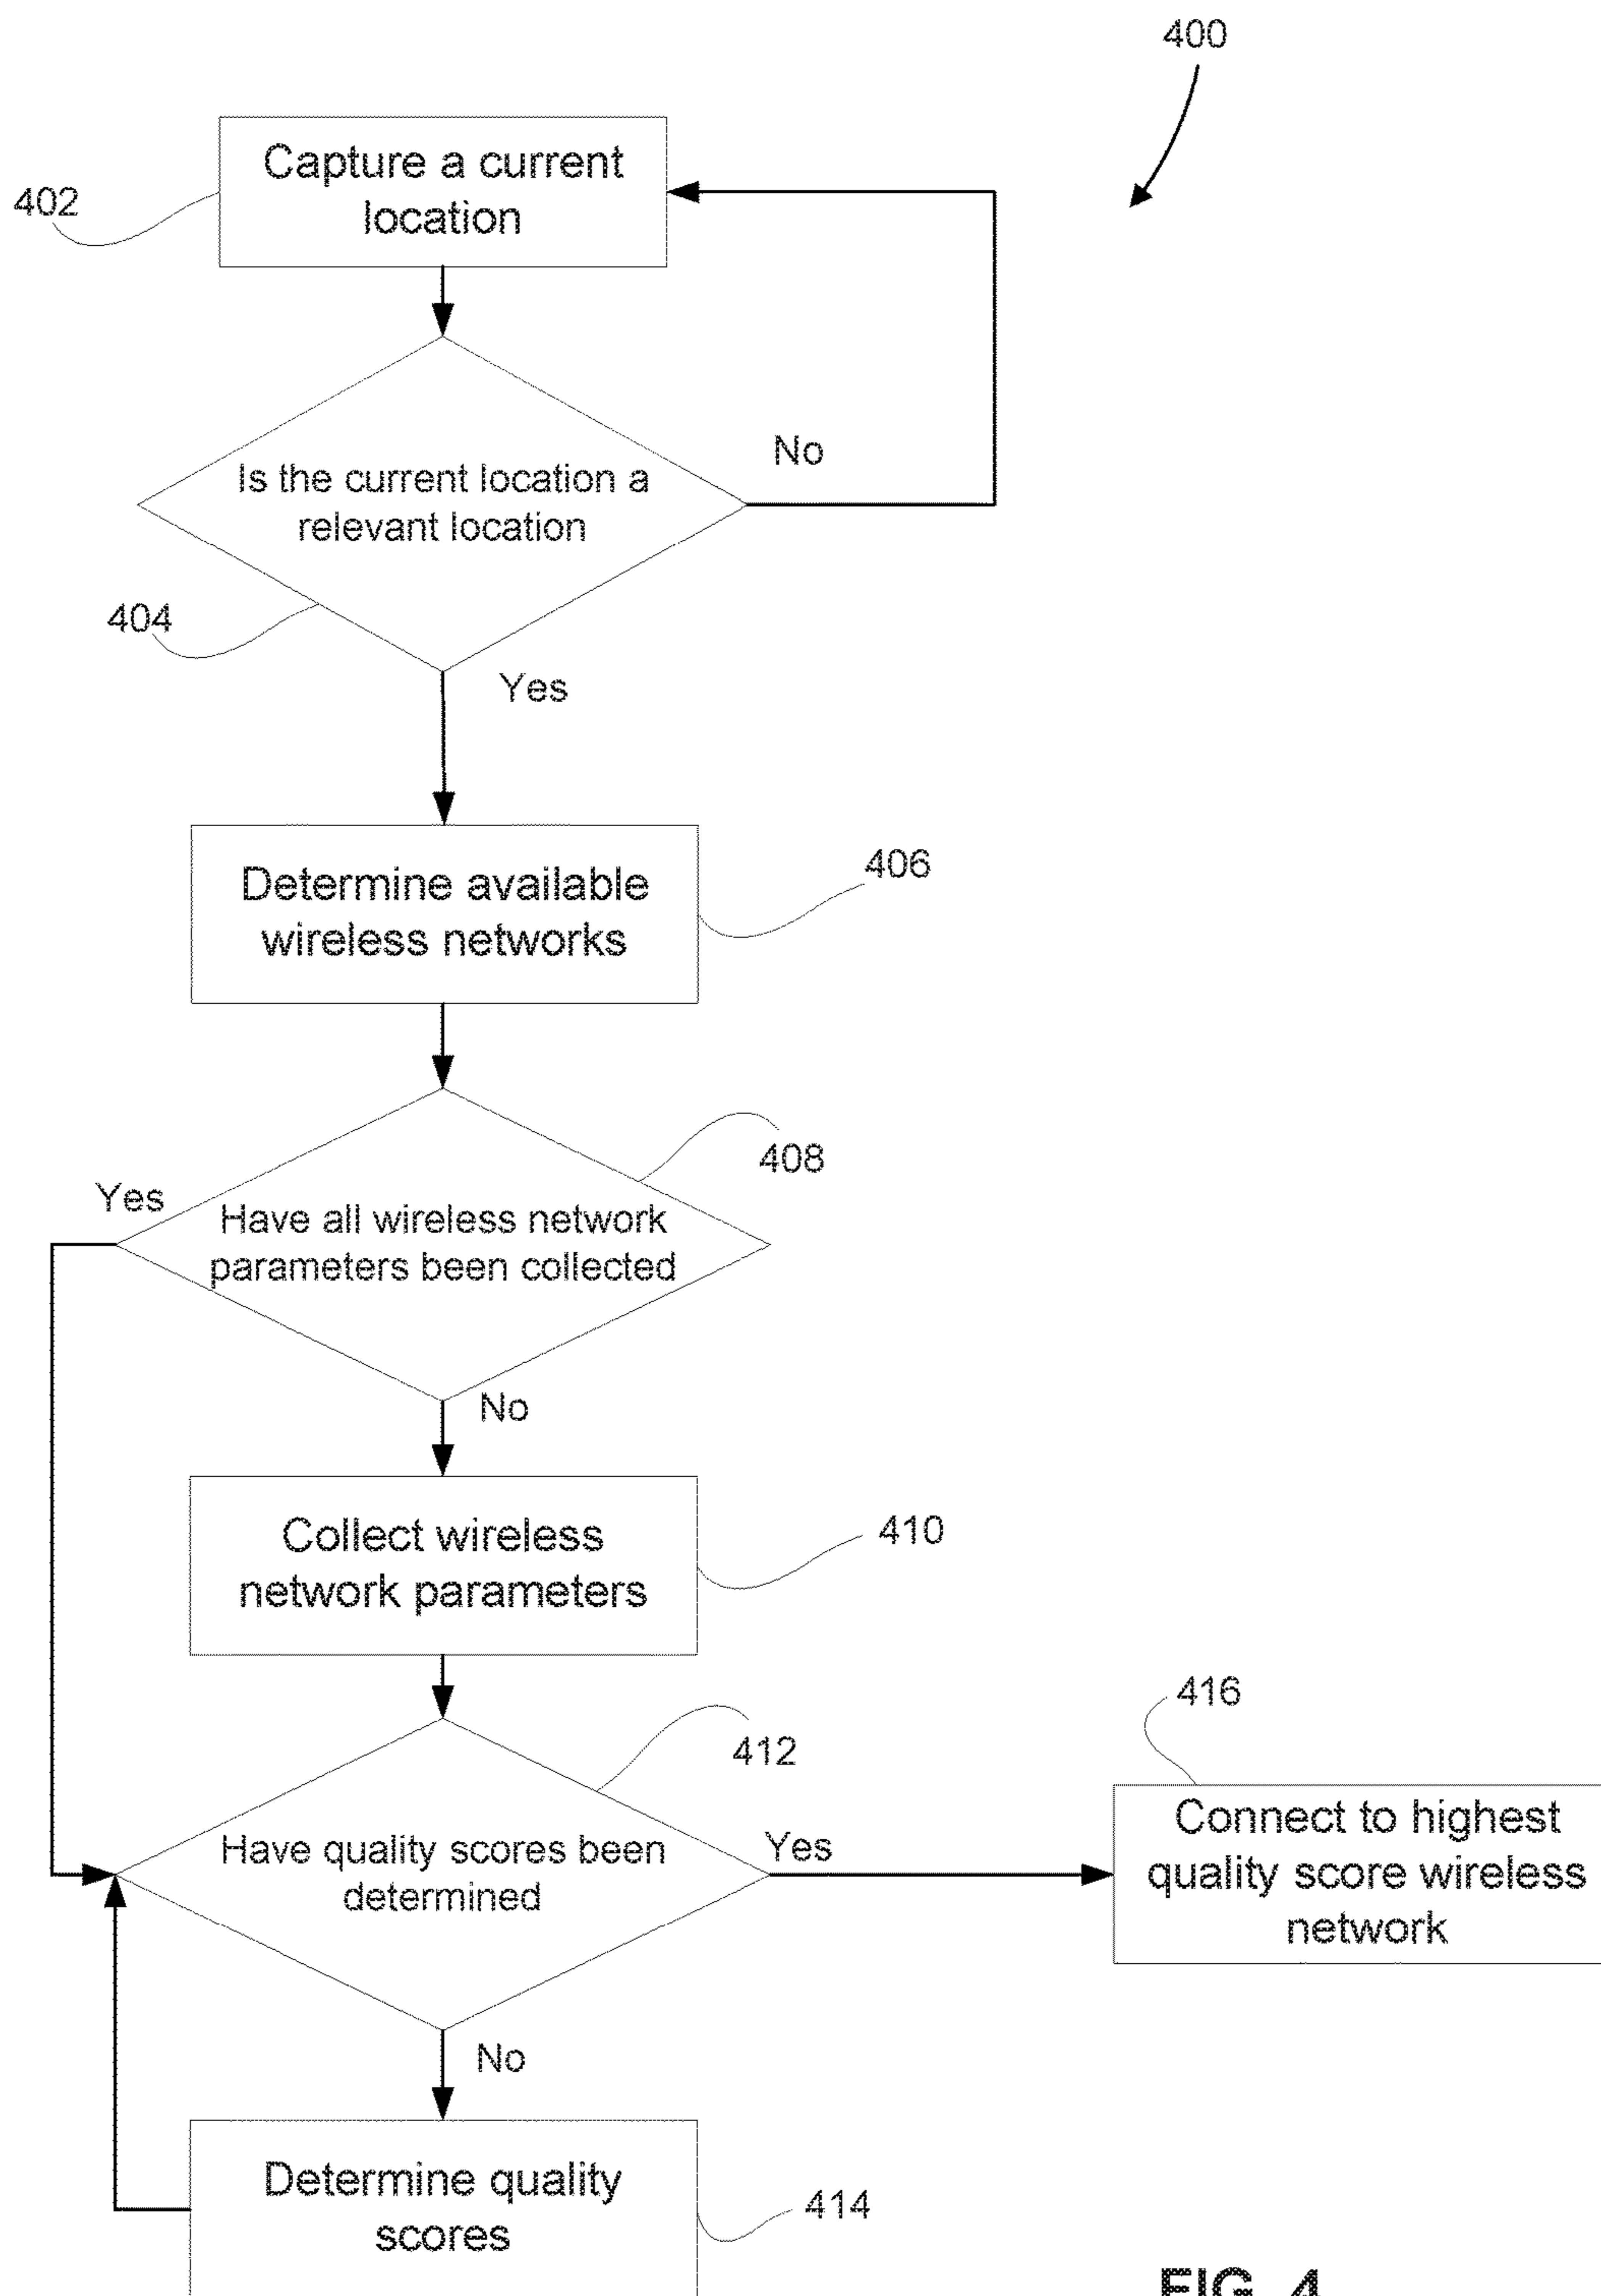 400
Capture a current
location
402
No
Is the current location a
relevant location
404
Yes
406
Determine available
wireless networks
408
Yes
Have all wireless network
parameters been collected
No
Collect wireless
network parameters
410
416
412
Connect to highest
quality score wireless
network
Have quality scores been
determined
Yes
No
Determine quality
scores
414
FIG. 4